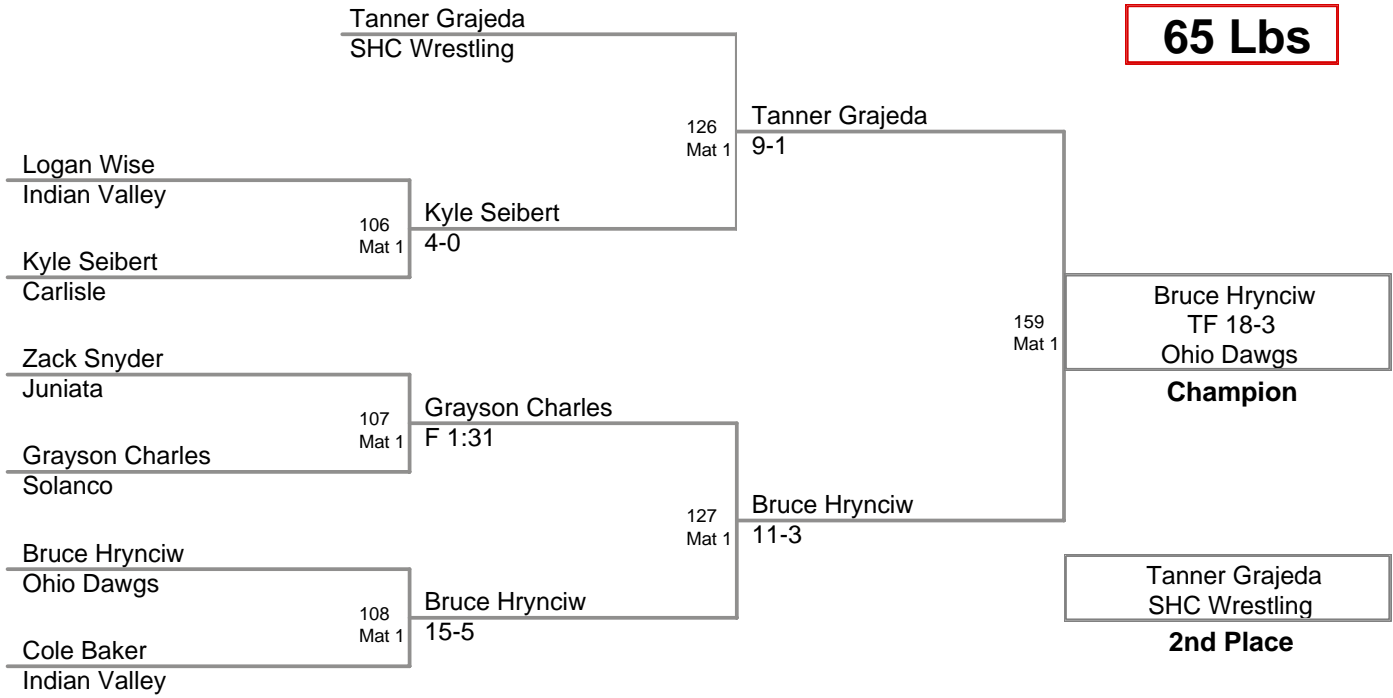 Tanner Grajeda
SHC Wrestling
65 Lbs
126
Mat 1
Tanner Grajeda
9-1
Logan Wise
Indian Valley
106
Mat 1
Kyle Seibert
4-0
Kyle Seibert
Carlisle
159
Mat 1
Bruce Hrynciw
TF 18-3
Ohio Dawgs
Champion
Zack Snyder
Juniata
107
Mat 1
Grayson Charles
F 1:31
Grayson Charles
Solanco
127
Mat 1
Bruce Hrynciw
11-3
Bruce Hrynciw
Ohio Dawgs
108
Mat 1
Bruce Hrynciw
15-5
Cole Baker
Indian Valley
Tanner Grajeda
SHC Wrestling
2nd Place